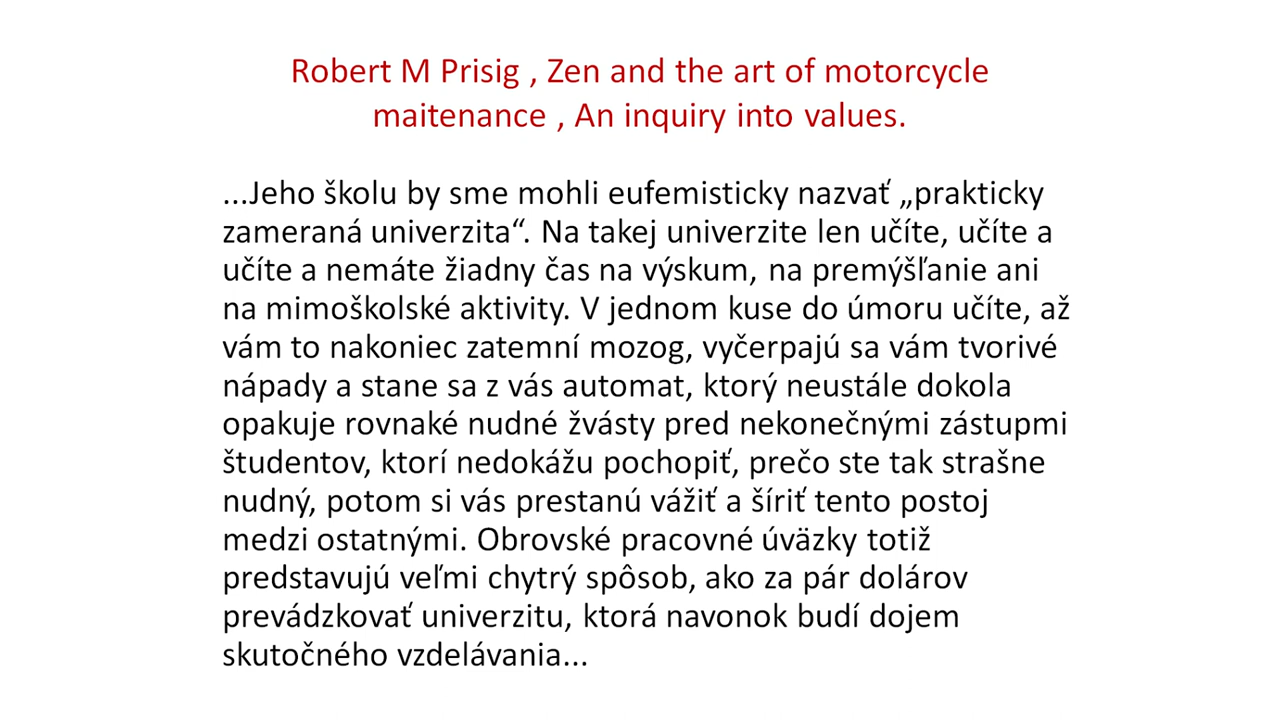 Robert M Prisig , Zen and the art of motorcycle
maitenance , An inquiry into values.
...Jeho školu by sme mohli eufemisticky nazvať „prakticky
zameraná univerzita“. Na takej univerzite len učíte, učíte a
učíte a nemáte žiadny čas na výskum, na premýšľanie ani
na mimoškolské aktivity. V jednom kuse do úmoru učíte, až
vám to nakoniec zatemní mozog, vyčerpajú sa vám tvorivé
nápady a stane sa z vás automat, ktorý neustále dokola
opakuje rovnaké nudné žvásty pred nekonečnými zástupmi
študentov, ktorí nedokážu pochopiť, prečo ste tak strašne
nudný, potom si vás prestanú vážiť a šíriť tento postoj
medzi ostatnými. Obrovské pracovné úväzky totiž
predstavujú veľmi chytrý spôsob, ako za pár dolárov
prevádzkovať univerzitu, ktorá navonok budí dojem
skutočného vzdelávania...